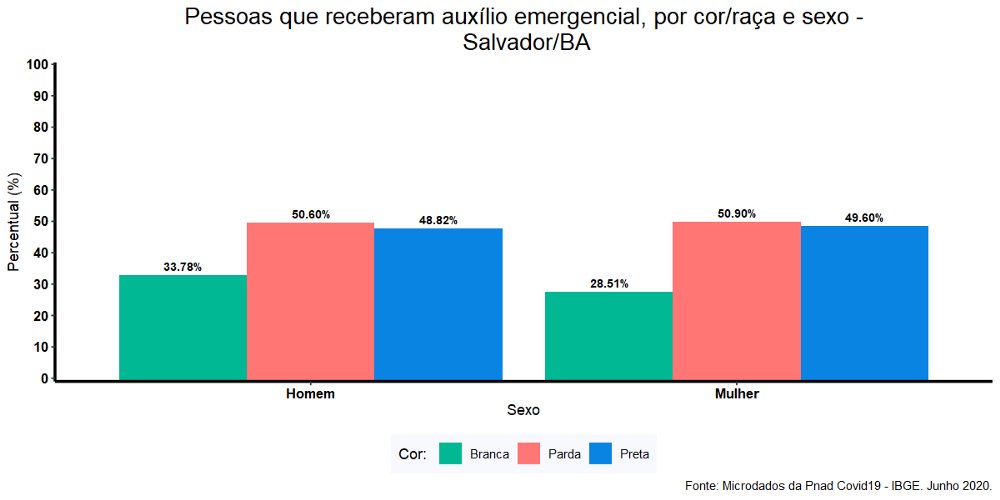 Pessoas que receberam auxílio emergencial, por cor/raça e sexo -
Salvador/BA
Percentual (%)
100
90
80
70
60
50
40
30
20
10
0
33.78%
50.60%
48.82%
28.51%
50.90%
49.60%
Homem
Mulher
Sexo
Cor: Branca Parda Preta
Fonte: Microdados da Pnad Covid19 - IBGE. Junho 2020.